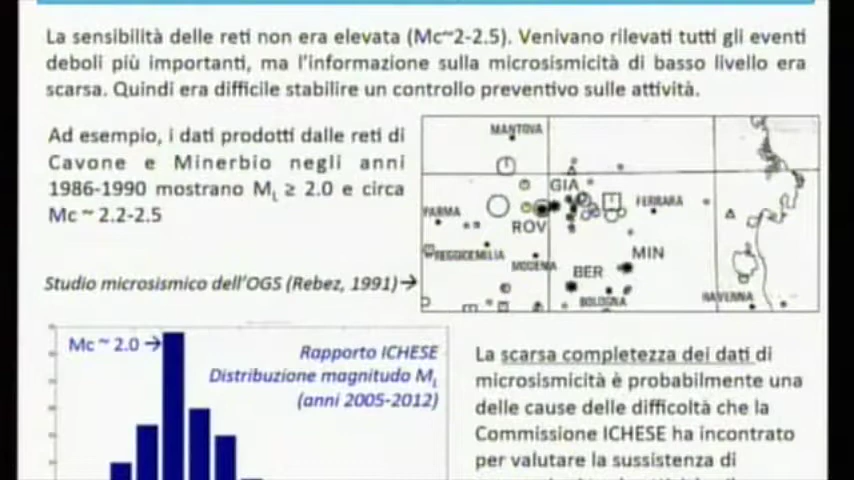 La sensibilità delle reti non era elevata (Mc~2-2.5). Venivano rilevati tutti gli eventi
deboli più importanti, ma l'informazione sulla microsismicità di basso livello era
scarsa. Quindi era difficile stabilire un controllo preventivo sulle attività.
Ad esempio, i dati prodotti dalle reti di
Cavone e Minerbio negli anni
1986-1990 mostrano ML ≥ 2.0 e circa
Mc ~ 2.2-2.5
MANTOVA
GIA
PARMA
FERRARA
ROV
REGGIOEMILIA
MODENA
MIN
BER
BOLOGNA
RAVENNA
Studio microsismico dell'OGS (Rebez, 1991)→
Mc ~ 2.0 →
Rapporto ICHESE
Distribuzione magnitudo ML
(anni 2005-2012)
La scarsa completezza dei dati di
microsismicità è probabilmente una
delle cause delle difficoltà che la
Commissione ICHESE ha incontrato
per valutare la sussistenza di